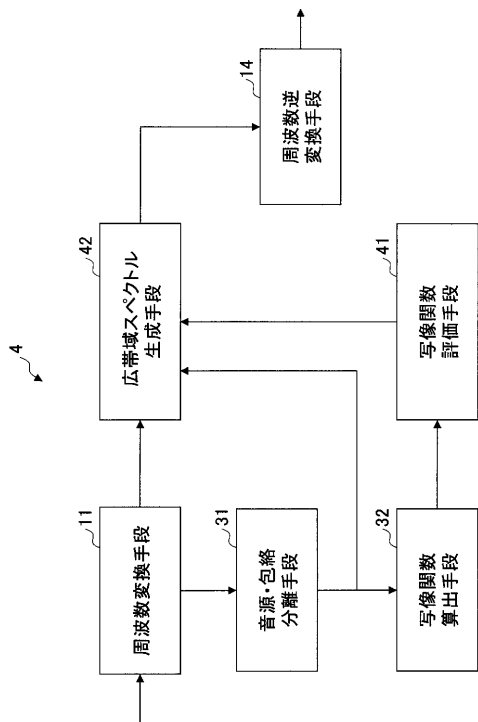 4
11
周波数変換手段
42
広帯域スペクトル
生成手段
14
周波数逆
変換手段
31
音源・包絡
分離手段
32
写像関数
算出手段
41
写像関数
評価手段